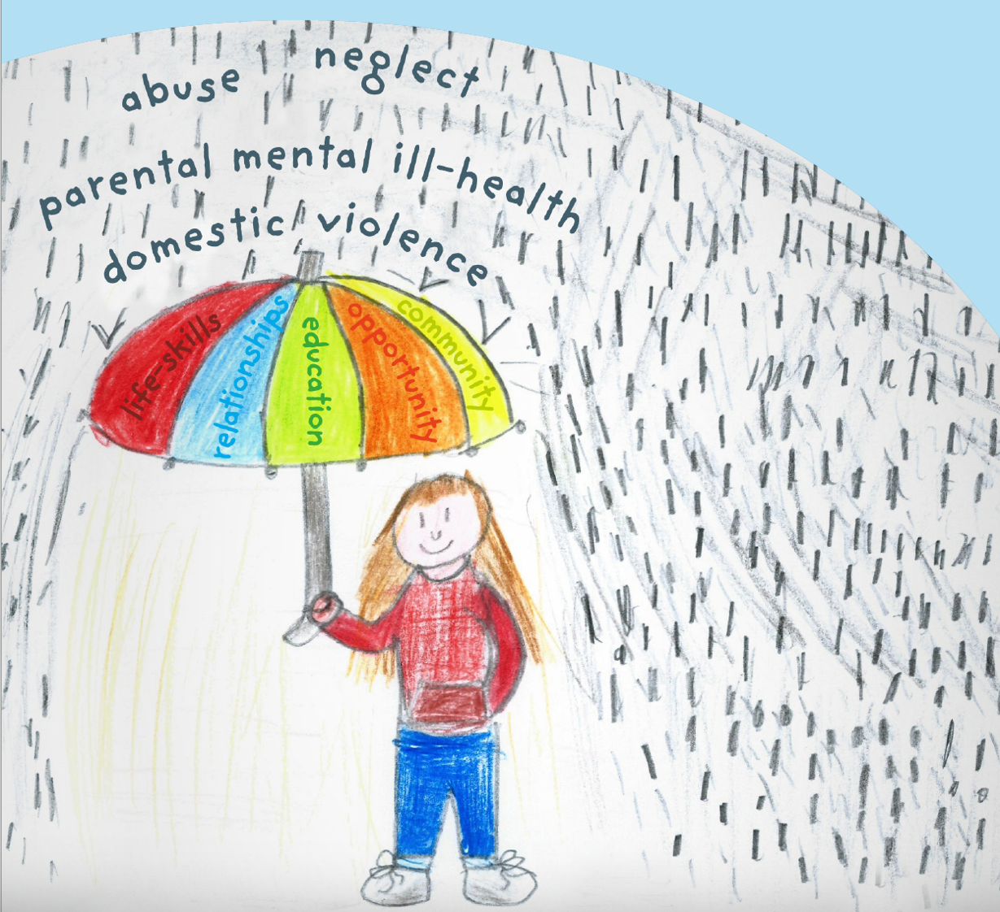 abuse
neglect
parental mental ill-health
domestic violence
life-skills
relationships
education
opportunity
community